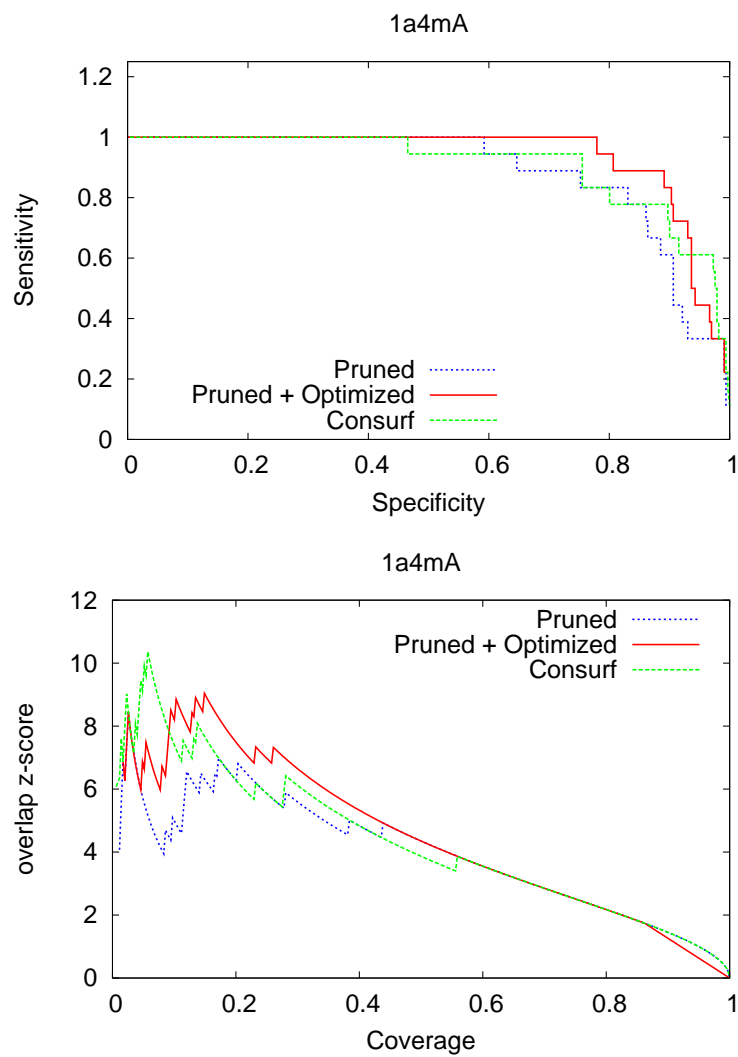 1a4mA
1.2
1
0.8
0.6
0.4
0.2
0
Sensitivity
Pruned
Pruned + Optimized
Consurf
0 0.2 0.4 0.6 0.8 1
Specificity
1a4mA
12
10
8
6
4
2
0
overlap z-score
Pruned
Pruned + Optimized
Consurf
0 0.2 0.4 0.6 0.8 1
Coverage